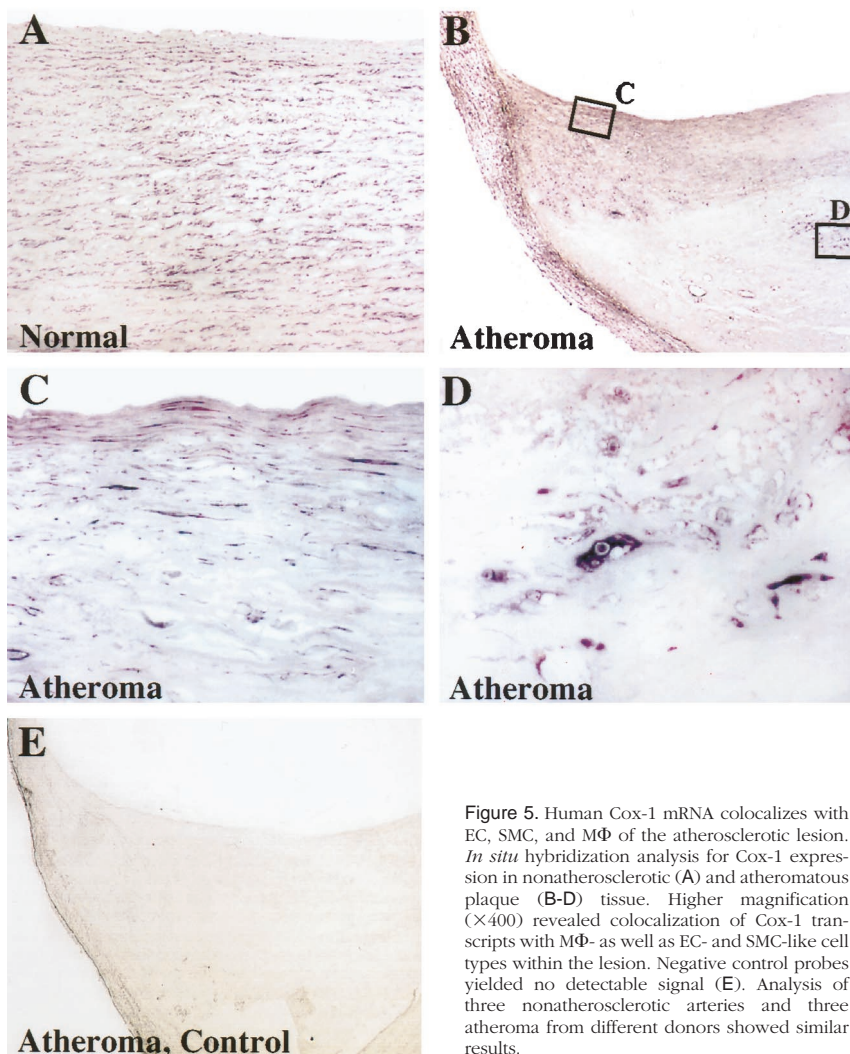 A
Normal
B
C
D
Atheroma
C
Atheroma
D
Atheroma
E
Atheroma, Control
Figure 5. Human Cox-1 mRNA colocalizes with
EC, SMC, and MΦ of the atherosclerotic lesion.
In situ hybridization analysis for Cox-1 expres-
sion in nonatherosclerotic (A) and atheromatous
plaque (B-D) tissue. Higher magnification
(×400) revealed colocalization of Cox-1 tran-
scripts with MΦ- as well as EC- and SMC-like cell
types within the lesion. Negative control probes
yielded no detectable signal (E). Analysis of
three nonatherosclerotic arteries and three
atheroma from different donors showed similar
results.